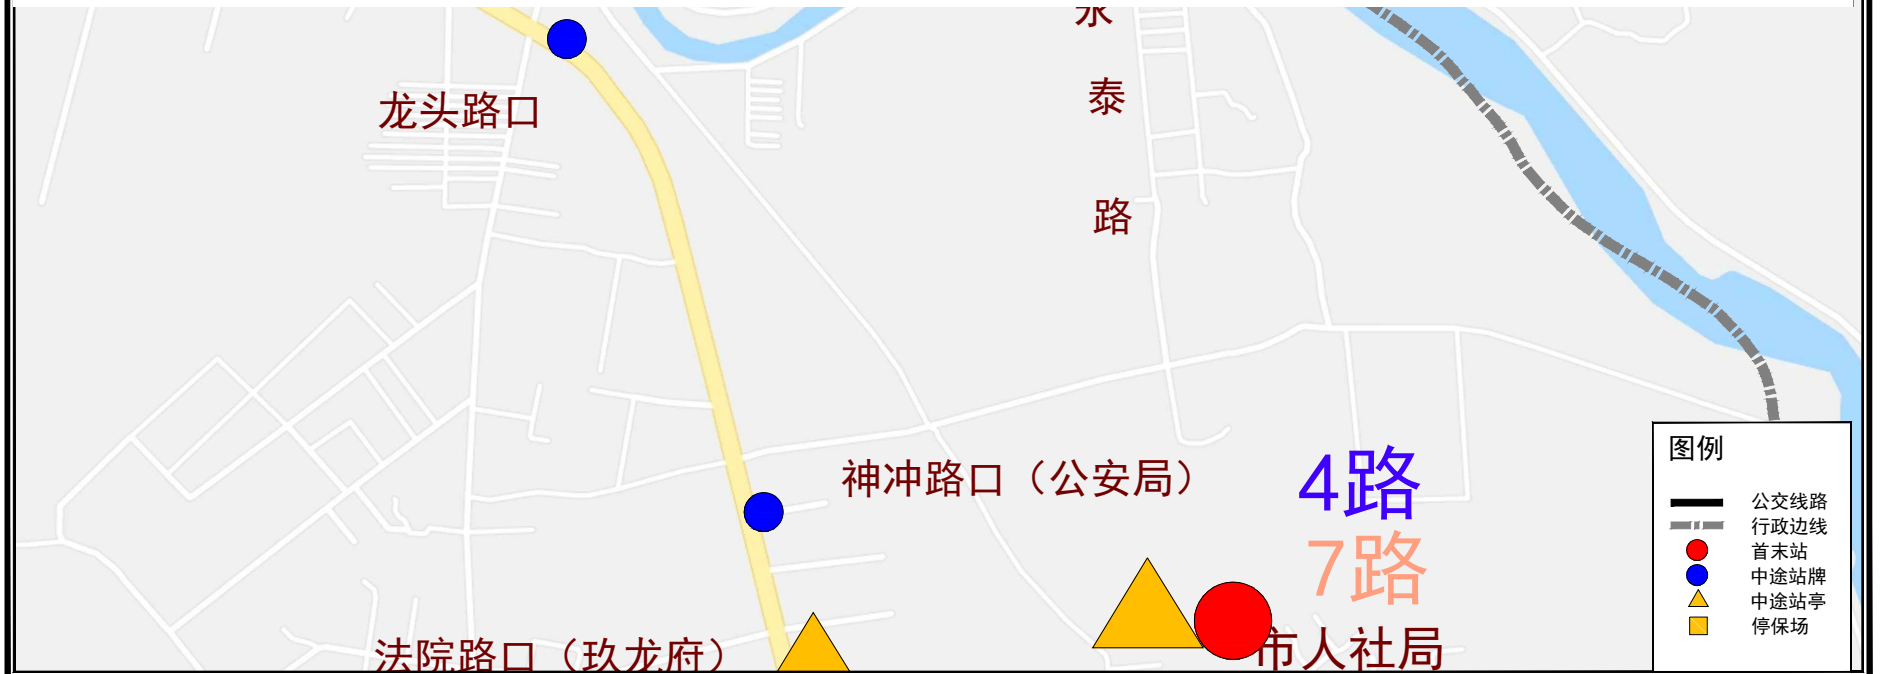 永
泰
路
龙头路口
神冲路口（公安局）
4路
7路
市人社局
法院路口（玖龙府）
图例
公交线路
行政边线
首末站
中途站牌
中途站亭
停保场